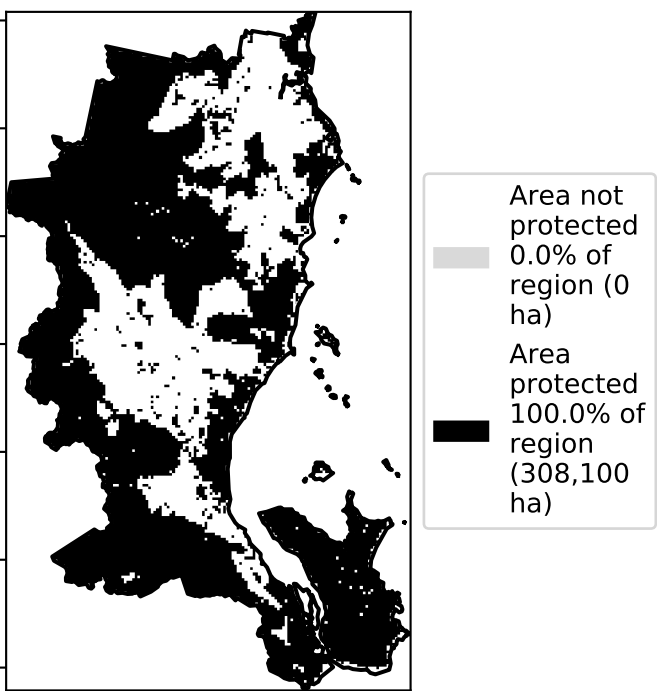 Area not
protected
0.0% of
region (0
ha)
Area
protected
100.0% of
region
(308,100
ha)